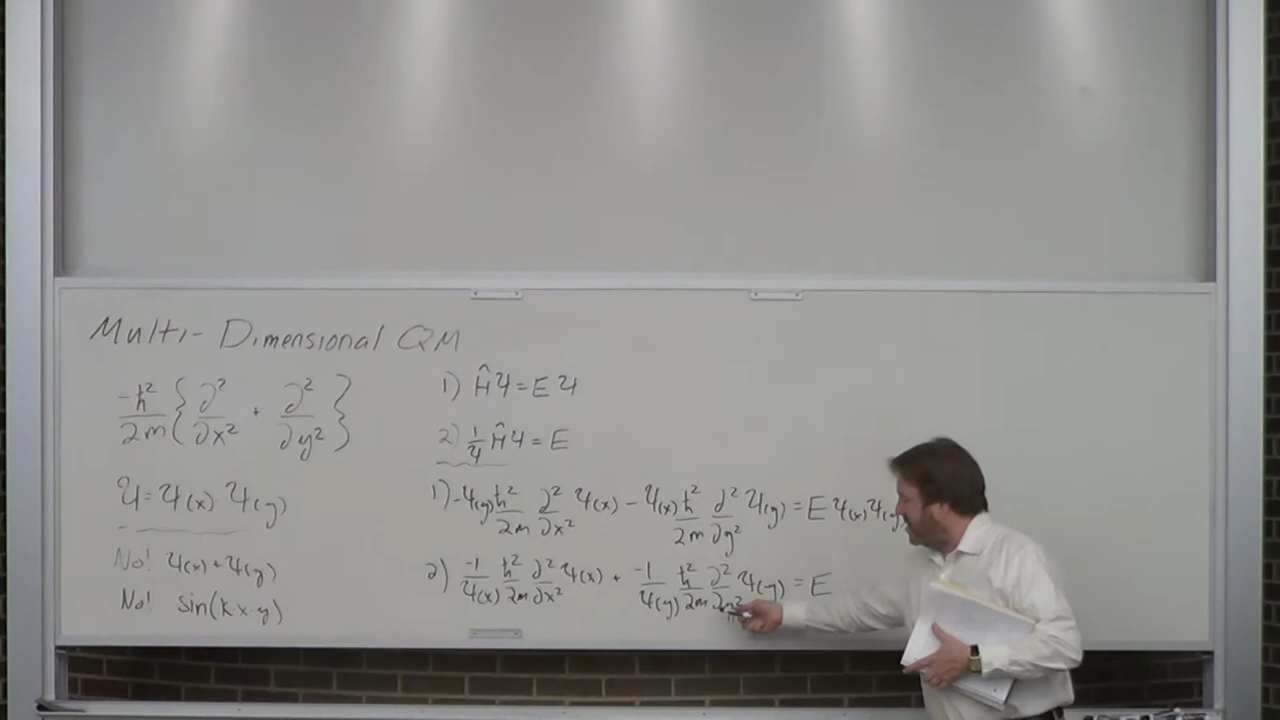 Multi-Dimensional QM
-ħ²/2m {∂²/∂x² + ∂²/∂y²}
Ψ = Ψ(x) Ψ(y)
No! Ψ(x) + Ψ(y)
No! sin(kx·y)
1) ĤΨ = EΨ
2) 1/Ψ ĤΨ = E
1) -Ψ(y) ħ²/2m ∂²/∂x² Ψ(x) - Ψ(x) ħ²/2m ∂²/∂y² Ψ(y) = E Ψ(x)Ψ(y)
2) -1/Ψ(x) ħ²/2m ∂²/∂x² Ψ(x) + -1/Ψ(y) ħ²/2m ∂²/∂y² Ψ(y) = E